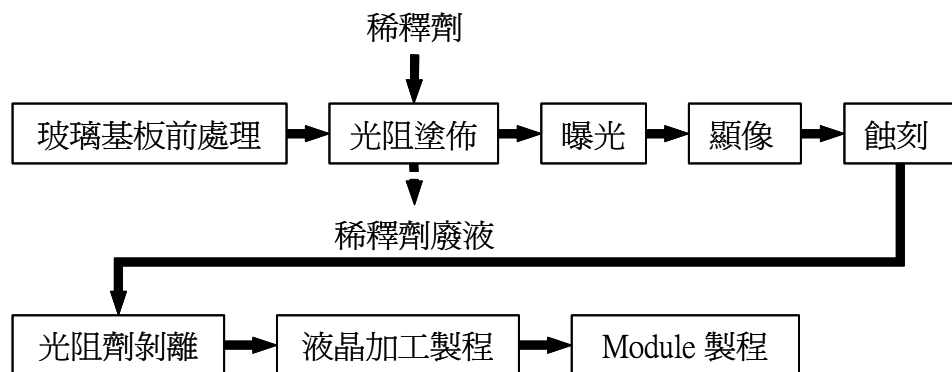 稀釋劑
玻璃基板前處理
光阻塗佈
曝光
顯像
蝕刻
稀釋劑廢液
光阻劑剝離
液晶加工製程
Module 製程